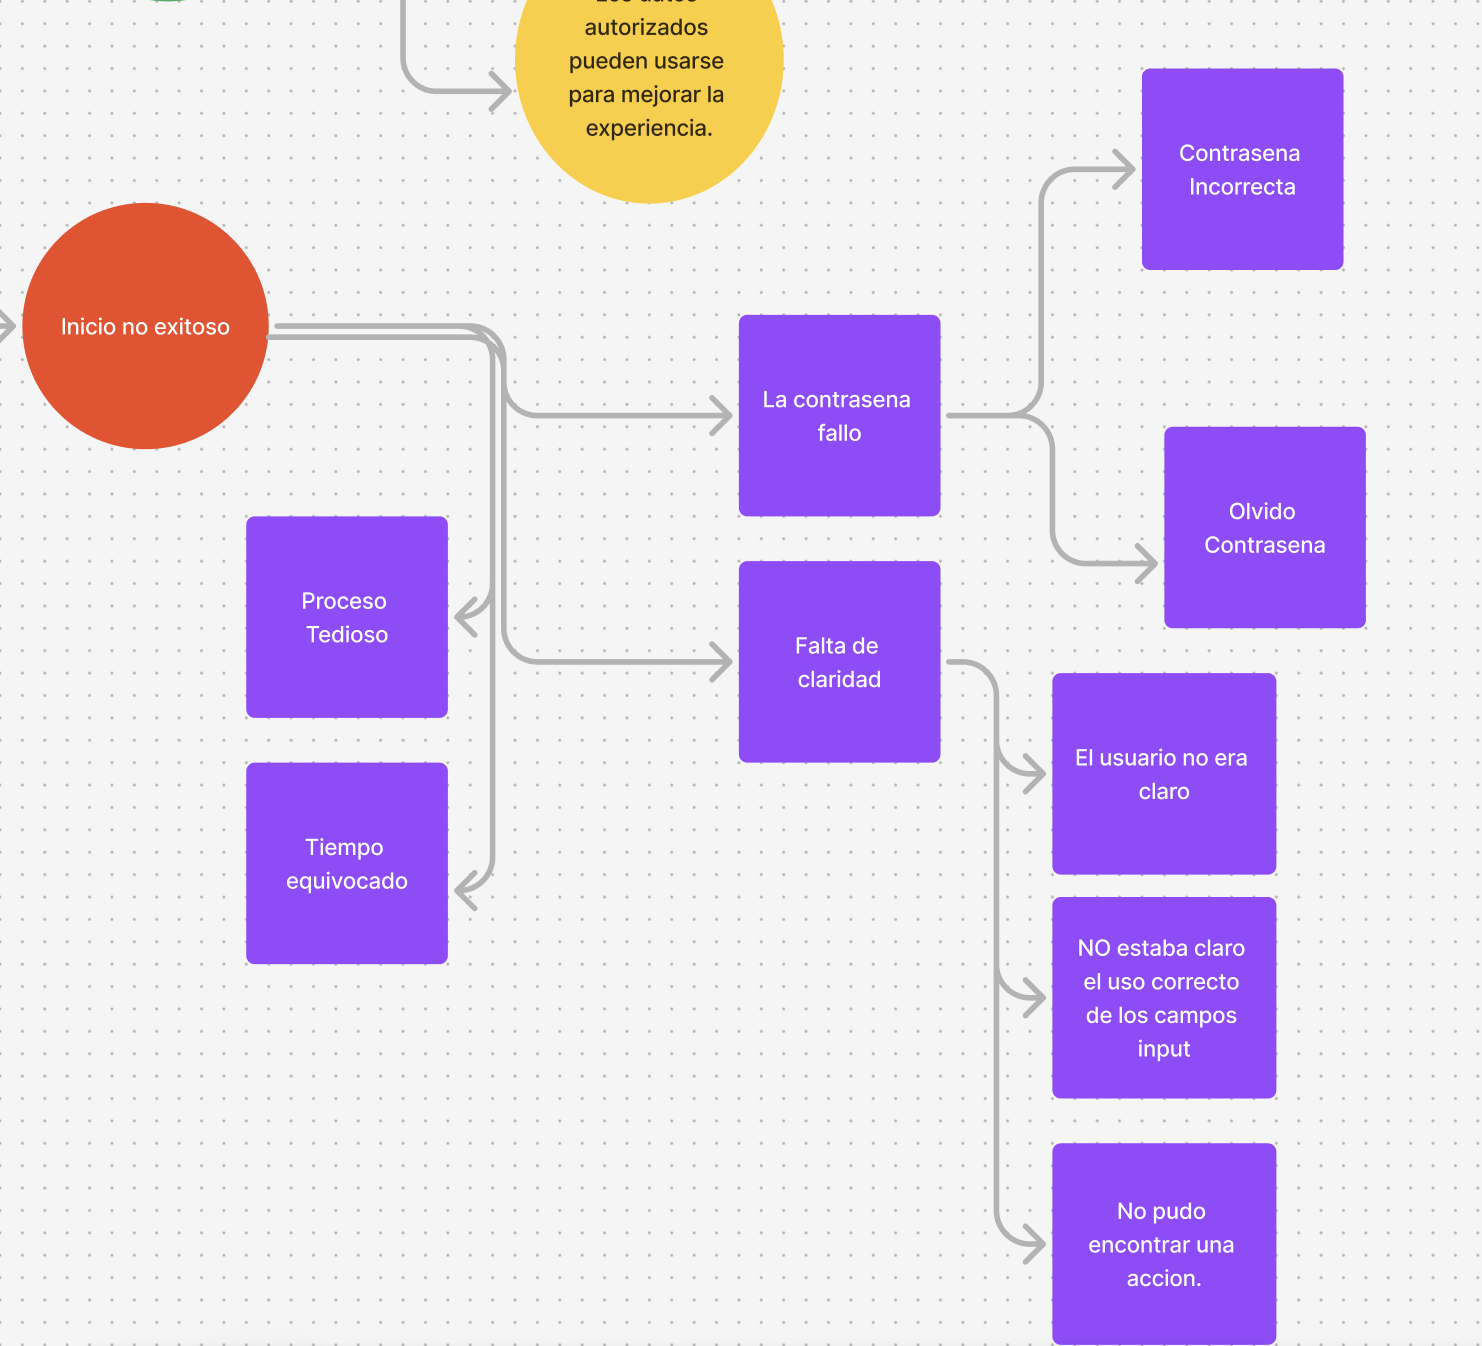 autorizados
pueden usarse
para mejorar la
experiencia.
Contrasena
Incorrecta
Inicio no exitoso
La contrasena
fallo
Olvido
Contrasena
Proceso
Tedioso
Falta de
claridad
El usuario no era
claro
Tiempo
equivocado
NO estaba claro
el uso correcto
de los campos
input
No pudo
encontrar una
accion.